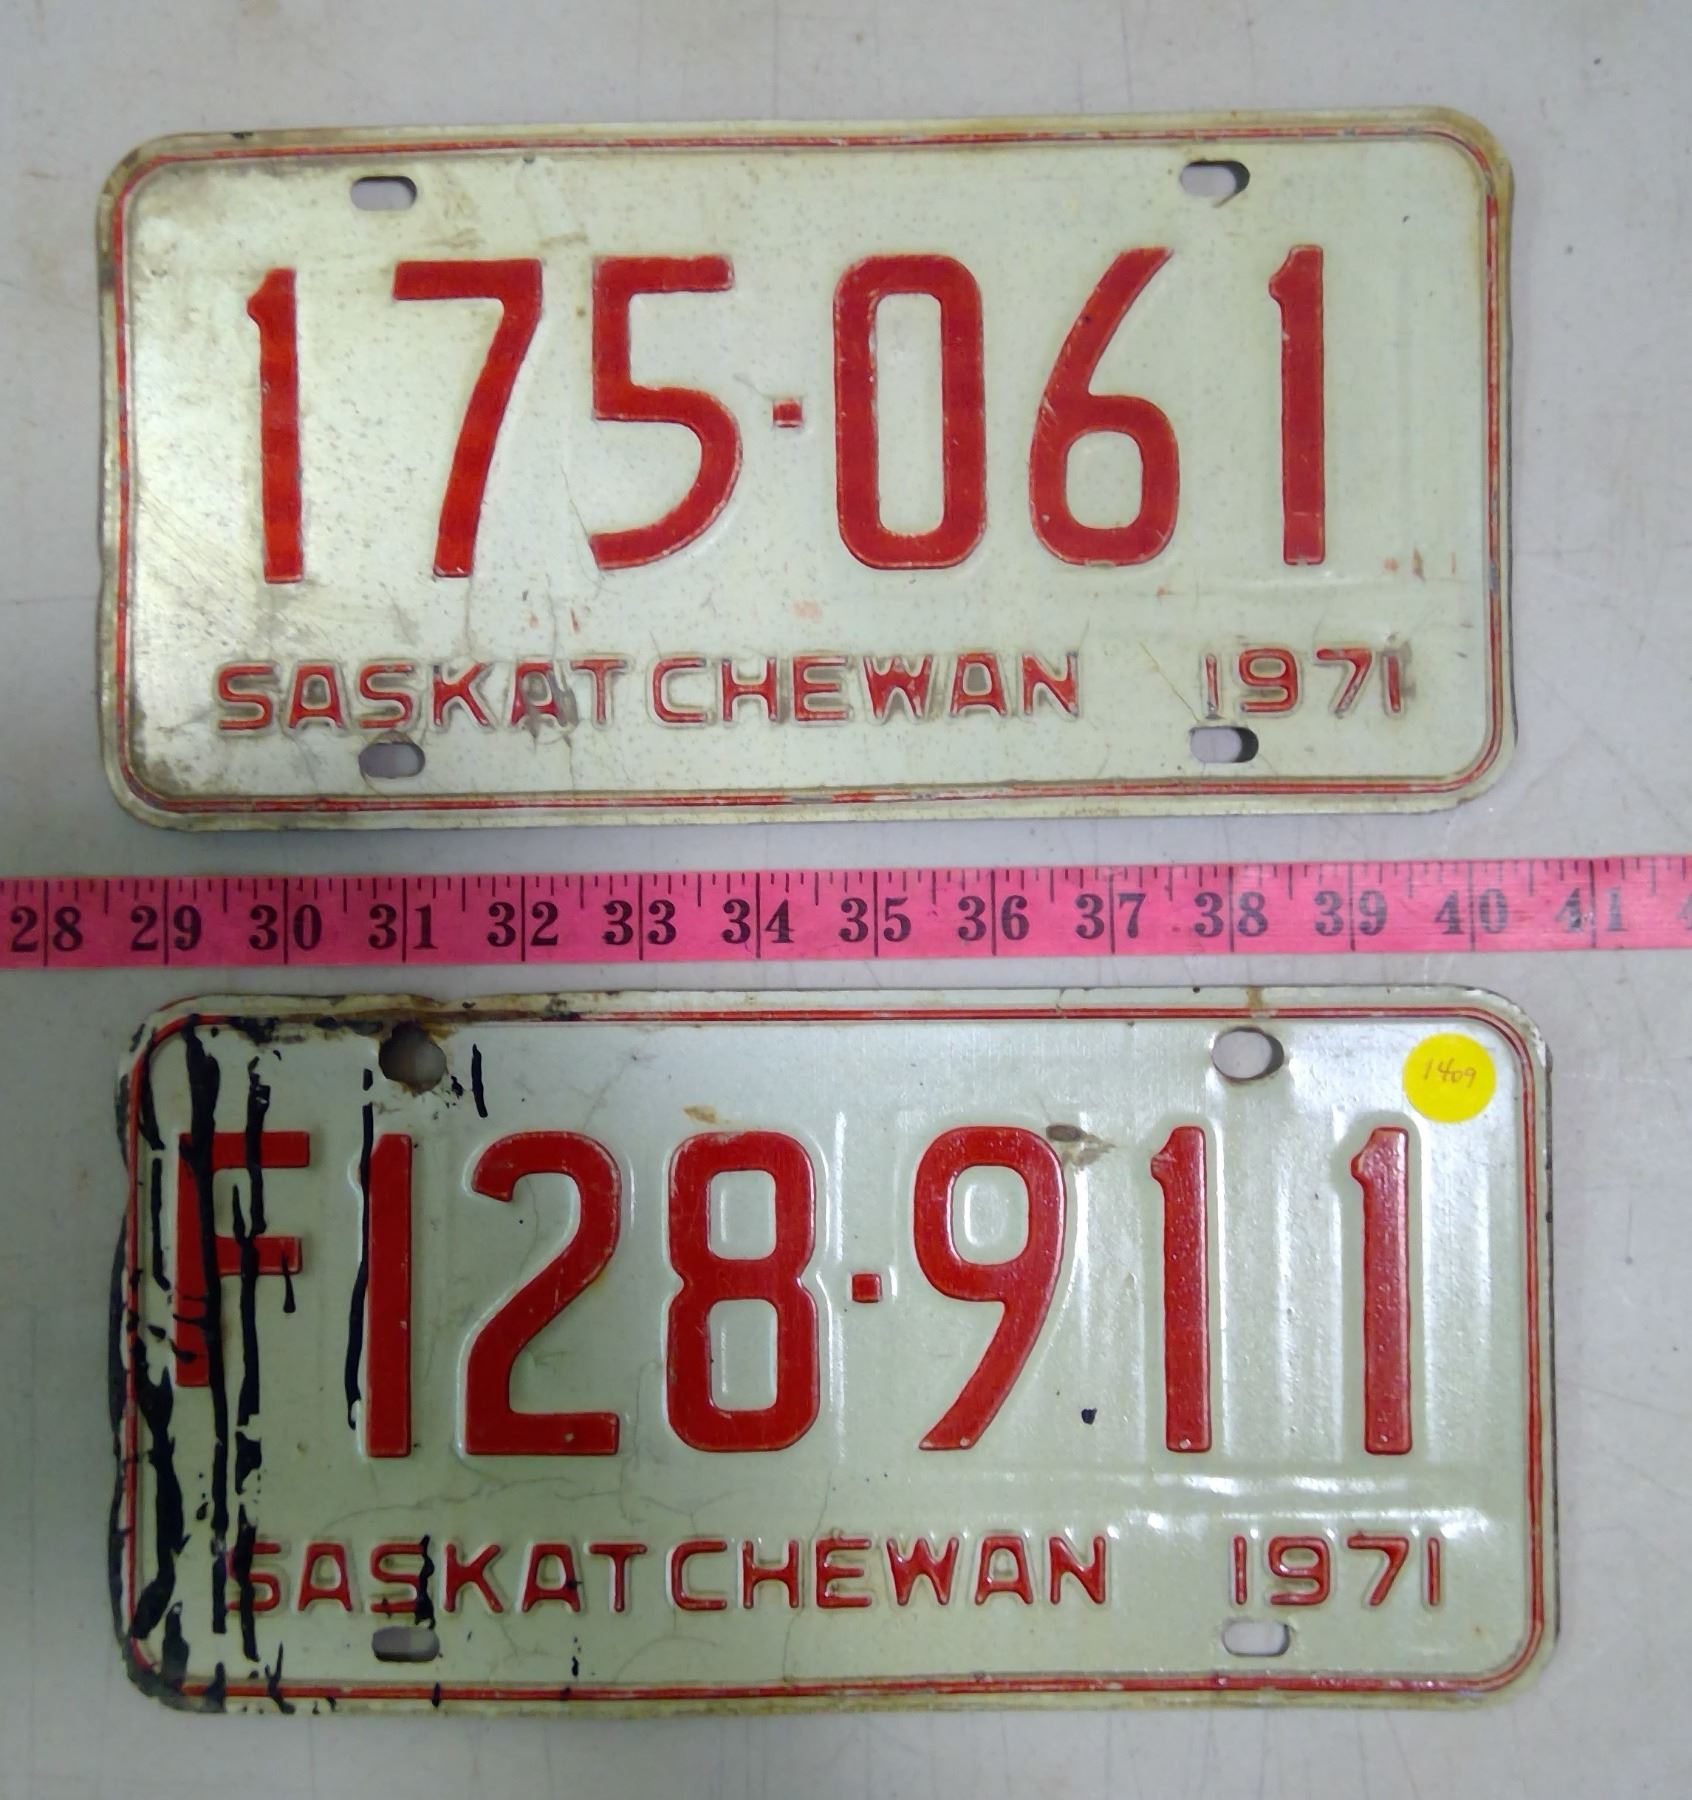 175-061
SASKATCHEWAN 1971
28 29 30 31 32 33 34 35 36 37 38 39 40 41
1409
F128-911
SASKATCHEWAN 1971